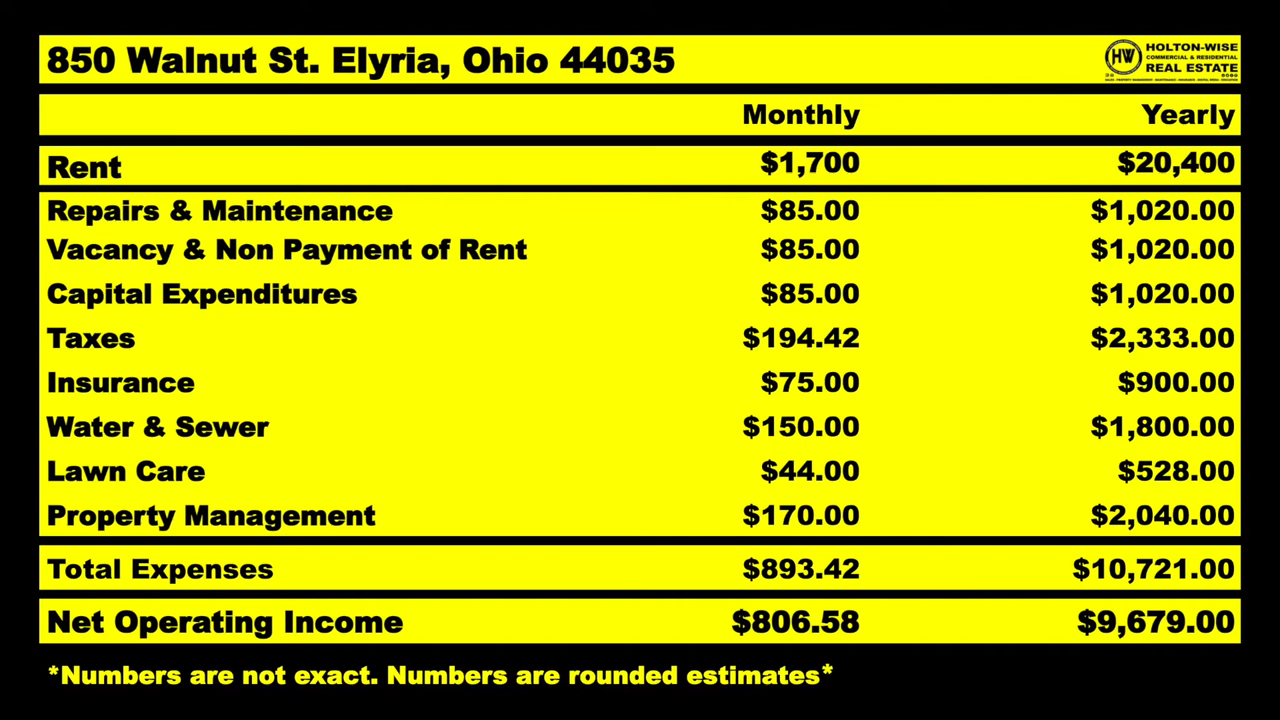 850 Walnut St. Elyria, Ohio 44035
HW
HOLTON-WISE
COMMERCIAL & RESIDENTIAL
REAL ESTATE
Monthly Yearly
Rent $1,700 $20,400
Repairs & Maintenance $85.00 $1,020.00
Vacancy & Non Payment of Rent $85.00 $1,020.00
Capital Expenditures $85.00 $1,020.00
Taxes $194.42 $2,333.00
Insurance $75.00 $900.00
Water & Sewer $150.00 $1,800.00
Lawn Care $44.00 $528.00
Property Management $170.00 $2,040.00
Total Expenses $893.42 $10,721.00
Net Operating Income $806.58 $9,679.00
*Numbers are not exact. Numbers are rounded estimates*